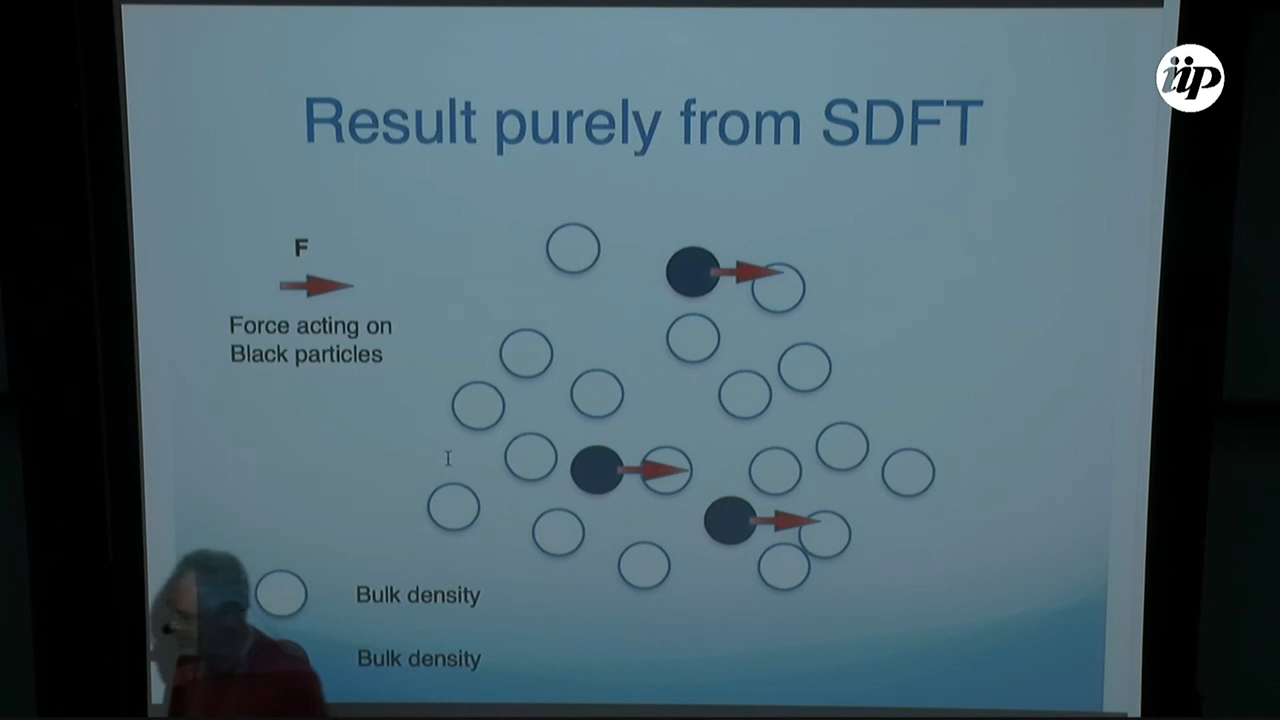 iip
Result purely from SDFT
F
Force acting on
Black particles
Bulk density
Bulk density